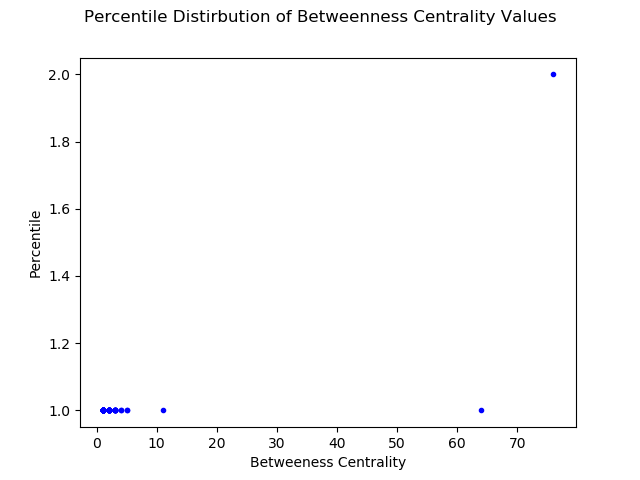 Percentile Distirbution of Betweenness Centrality Values
2.0
1.8
1.6
1.4
1.2
1.0
Percentile
0 10 20 30 40 50 60 70
Betweeness Centrality